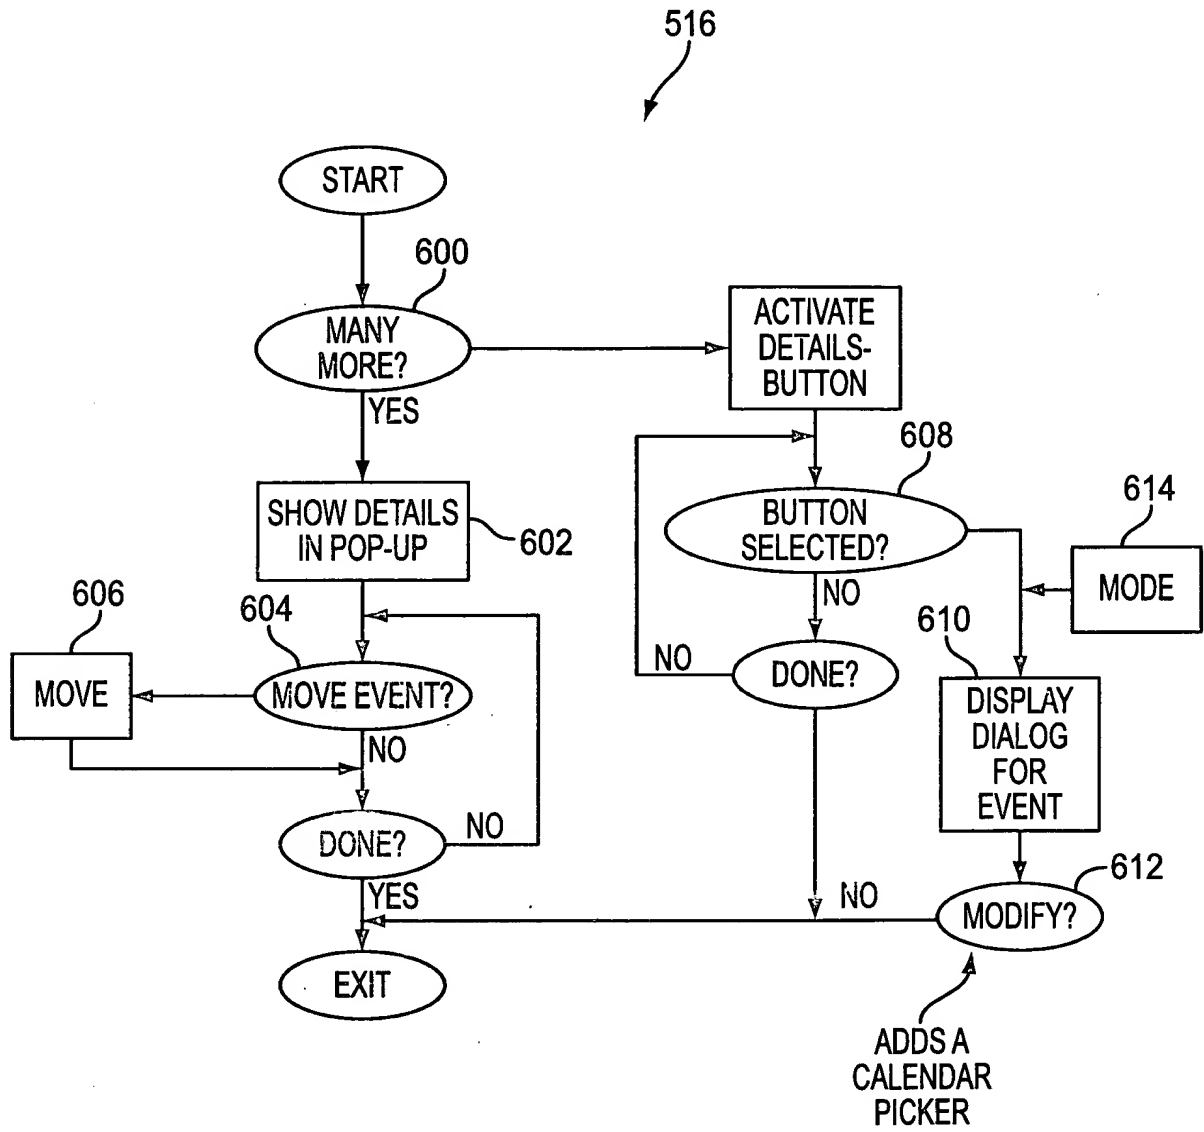 516
START
600
MANY
MORE?
YES
ACTIVATE
DETAILS-
BUTTON
608
BUTTON
SELECTED?
NO
614
MODE
SHOW DETAILS
IN POP-UP
602
606
604
MOVE
MOVE EVENT?
NO
NO
DONE?
610
DISPLAY
DIALOG
FOR
EVENT
DONE?
NO
YES
NO
612
MODIFY?
EXIT
ADDS A
CALENDAR
PICKER